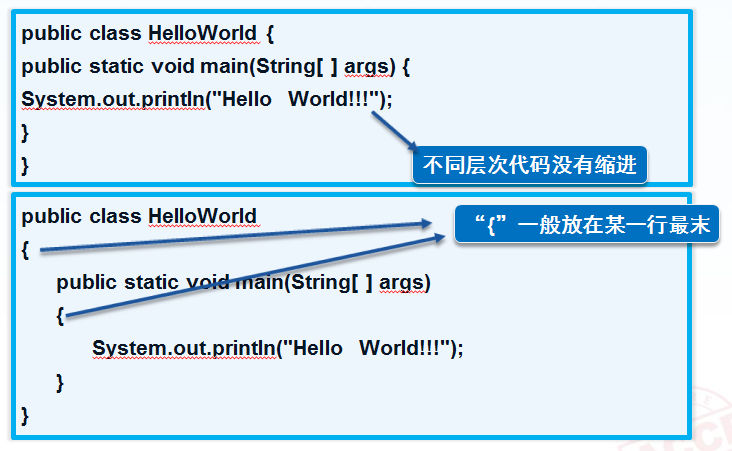 public class HelloWorld {
public static void main(String[ ] args) {
System.out.println("Hello   World!!!");
}
}
不同层次代码没有缩进
public class HelloWorld
“{”一般放在某一行最末
{
public static void main(String[ ] args)
{
System.out.println("Hello   World!!!");
}
}